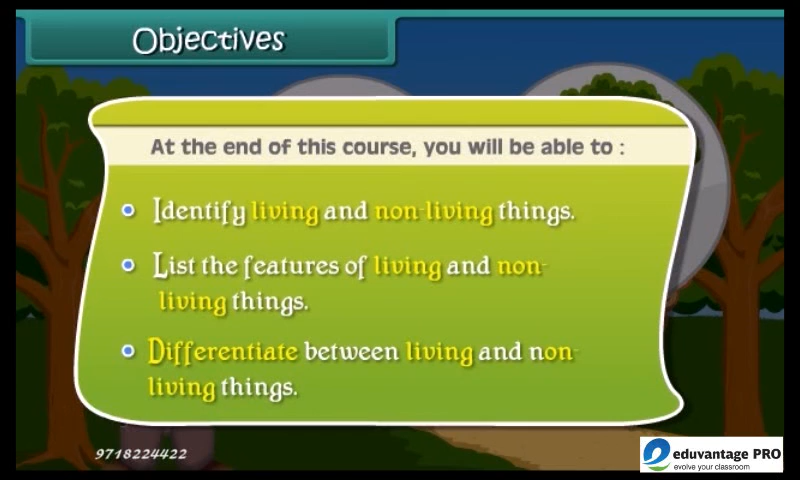 Objectives
At the end of this course, you will be able to :
Identify living and non-living things.
List the features of living and non-
living things.
Differentiate between living and non-
living things.
9718224422
eduvantage PRO
evolve your classroom